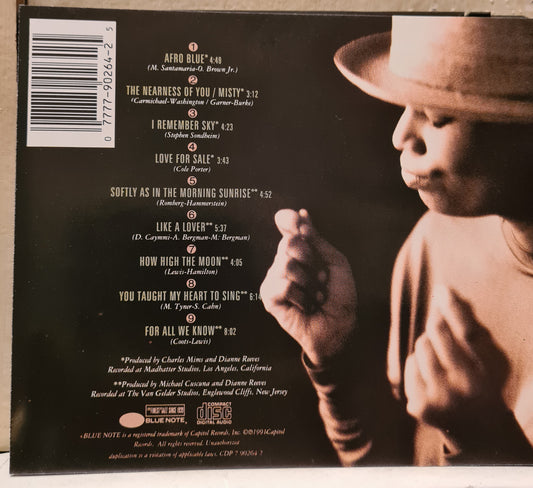 0 77779-0264-2 5
1
AFRO BLUE* 4:49
(M. Santamaria-O. Brown Jr.)
2
THE NEARNESS OF YOU / MISTY* 3:12
(Carmichael-Washington / Garner-Burke)
3
I REMEMBER SKY* 4:23
(Stephen Sondheim)
4
LOVE FOR SALE* 3:43
(Cole Porter)
5
SOFTLY AS IN THE MORNING SUNRISE** 4:52
(Romberg-Hammerstein)
6
LIKE A LOVER** 5:37
(D. Caymmi-A. Bergman-M. Bergman)
7
HOW HIGH THE MOON** 4:05
(Lewis-Hamilton)
8
YOU TAUGHT MY HEART TO SING** 6:14
(M. Tyner-S. Cahn)
9
FOR ALL WE KNOW** 8:02
(Coots-Lewis)
*Produced by Charles Mims and Dianne Reeves
Recorded at Madhatter Studios, Los Angeles, California
**Produced by Michael Cuscuna and Dianne Reeves
Recorded at The Van Gelder Studios, Englewood Cliffs, New Jersey
BLUE NOTE.
COMPACT
disc
DIGITAL AUDIO
BLUE NOTE is a registered trademark of Capitol Records, Inc. ©℗1991Capitol
Records. All rights reserved. Unauthorized
duplication is a violation of applicable laws. CDP 7 90264 2